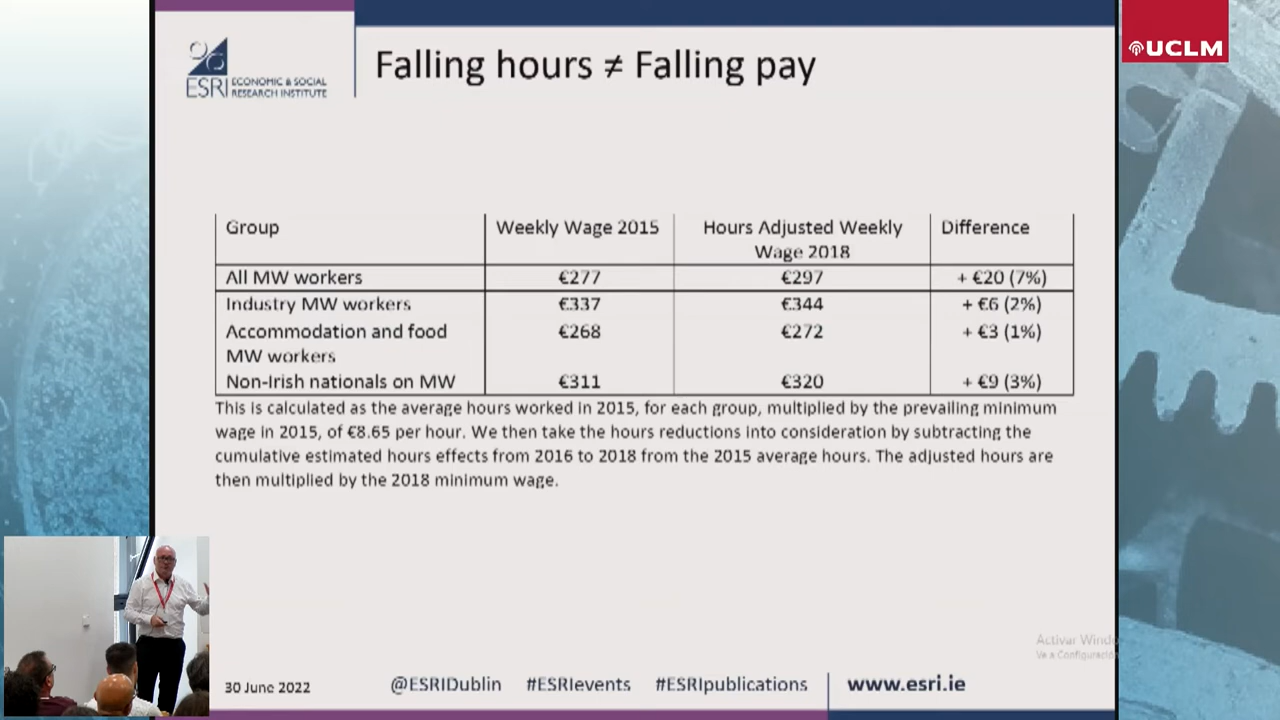 UCLM
ESRI
ECONOMIC & SOCIAL
RESEARCH INSTITUTE
Falling hours ≠ Falling pay
Group Weekly Wage 2015 Hours Adjusted Weekly Wage 2018 Difference
All MW workers €277 €297 + €20 (7%)
Industry MW workers €337 €344 + €6 (2%)
Accommodation and food MW workers €268 €272 + €3 (1%)
Non-Irish nationals on MW €311 €320 + €9 (3%)
This is calculated as the average hours worked in 2015, for each group, multiplied by the prevailing minimum
wage in 2015, of €8.65 per hour. We then take the hours reductions into consideration by subtracting the
cumulative estimated hours effects from 2016 to 2018 from the 2015 average hours. The adjusted hours are
then multiplied by the 2018 minimum wage.
Activar Windo
Ve a Configuració
30 June 2022 @ESRIDublin #ESRIevents #ESRIpublications www.esri.ie